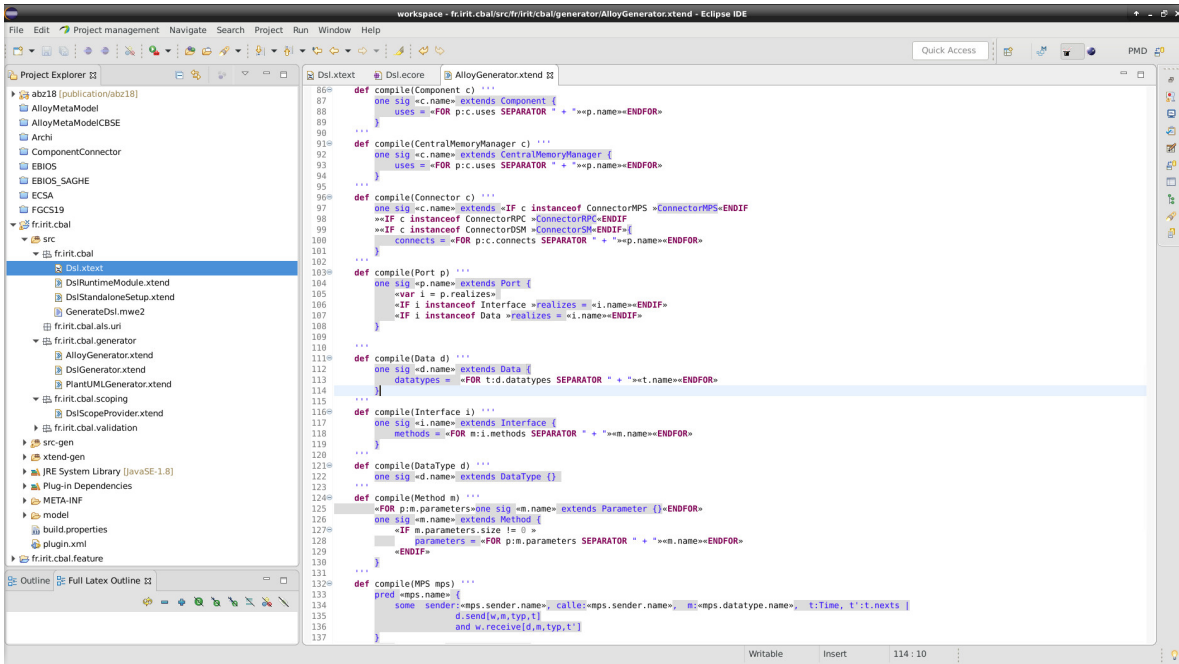 workspace - fr.irit.cbal/src/fr/irit/cbal/generator/AlloyGenerator.xtend - Eclipse IDE
File Edit Project management Navigate Search Project Run Window Help
Quick Access
PMD
Project Explorer
abz18 [publication/abz18]
AlloyMetaModel
AlloyMetaModelCBSE
Archi
ComponentConnector
EBIOS
EBIOS_SAGHE
ECSA
FGCS19
fr.irit.cbal
src
fr.irit.cbal
Dsl.xtext
DslRuntimeModule.xtend
DslStandaloneSetup.xtend
GenerateDsl.mwe2
fr.irit.cbal.als.uri
fr.irit.cbal.generator
AlloyGenerator.xtend
DslGenerator.xtend
PlantUMLGenerator.xtend
fr.irit.cbal.scoping
DslScopeProvider.xtend
fr.irit.cbal.validation
src-gen
xtend-gen
JRE System Library [JavaSE-1.8]
Plug-in Dependencies
META-INF
model
build.properties
plugin.xml
fr.irit.cbal.feature
Outline Full Latex Outline
Dsl.xtext Dsl.ecore AlloyGenerator.xtend
86 def compile(Component c) '''
87 one sig «c.name» extends Component {
88 uses = «FOR p:c.uses SEPARATOR " + "»«p.name»«ENDFOR»
89 }
90 '''
91 def compile(CentralMemoryManager c) '''
92 one sig «c.name» extends CentralMemoryManager {
93 uses = «FOR p:c.uses SEPARATOR " + "»«p.name»«ENDFOR»
94 }
95 '''
96 def compile(Connector c) '''
97 one sig «c.name» extends «IF c instanceof ConnectorMPS »ConnectorMPS«ENDIF
98 »«IF c instanceof ConnectorRPC »ConnectorRPC«ENDIF
99 »«IF c instanceof ConnectorDSM »ConnectorSM«ENDIF»{
100 connects = «FOR p:c.connects SEPARATOR " + "»«p.name»«ENDFOR»
101 }
102 '''
103 def compile(Port p) '''
104 one sig «p.name» extends Port {
105 «var i = p.realizes»
106 «IF i instanceof Interface »realizes = «i.name»«ENDIF»
107 «IF i instanceof Data »realizes = «i.name»«ENDIF»
108 }
109
110 '''
111 def compile(Data d) '''
112 one sig «d.name» extends Data {
113 datatypes = «FOR t:d.datatypes SEPARATOR " + "»«t.name»«ENDFOR»
114 }
115 '''
116 def compile(Interface i) '''
117 one sig «i.name» extends Interface {
118 methods = «FOR m:i.methods SEPARATOR " + "»«m.name»«ENDFOR»
119 }
120 '''
121 def compile(DataType d) '''
122 one sig «d.name» extends DataType {}
123 '''
124 def compile(Method m) '''
125 «FOR p:m.parameters»one sig «m.name» extends Parameter {}«ENDFOR»
126 one sig «m.name» extends Method {
127 «IF m.parameters.size != 0 »
128 parameters = «FOR p:m.parameters SEPARATOR " + "»«m.name»«ENDFOR»
129 «ENDIF»
130 }
131 '''
132 def compile(MPS mps) '''
133 pred «mps.name» {
134 some sender:«mps.sender.name», calle:«mps.sender.name», m:«mps.datatype.name», t:Time, t':t.nexts |
135 d.send[w,m,typ,t]
136 and w.receive[d,m,typ,t']
137 }
Writable Insert 114 : 10